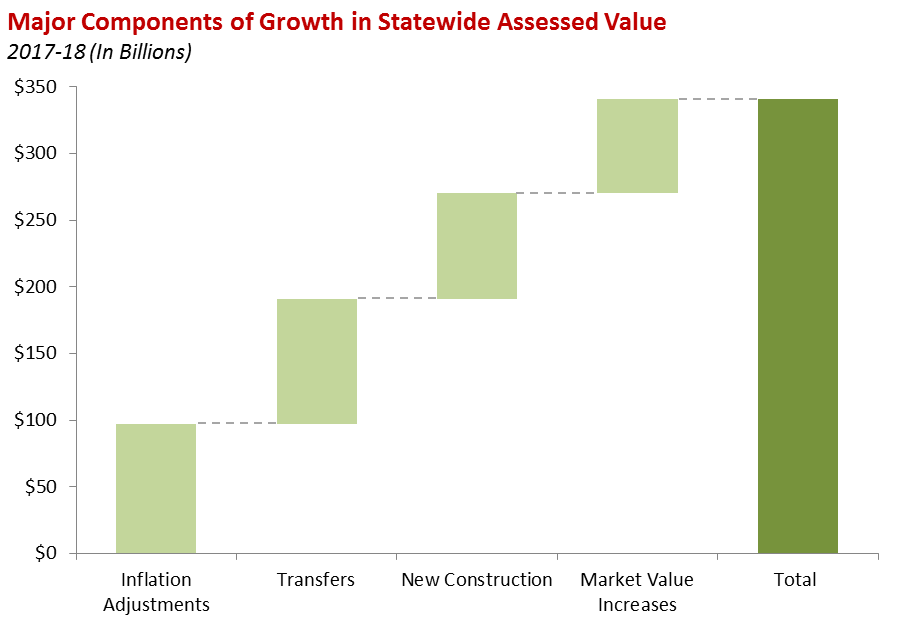 Major Components of Growth in Statewide Assessed Value
2017-18 (In Billions)
$350
$300
$250
$200
$150
$100
$50
$0
Inflation
Adjustments
Transfers
New Construction
Market Value
Increases
Total